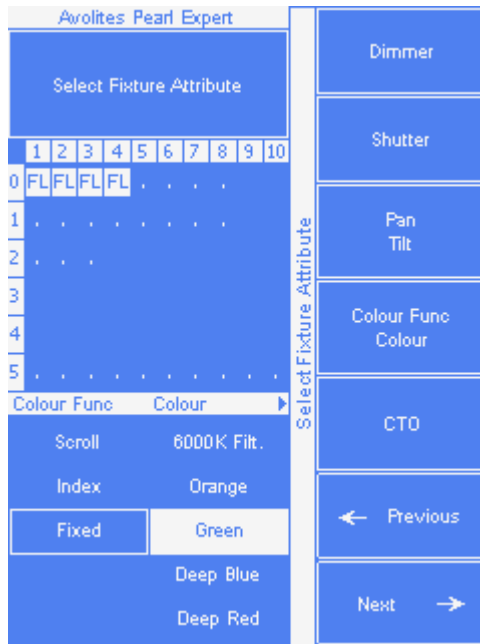 Avolites Pearl Expert
Select Fixture Attribute
1 2 3 4 5 6 7 8 9 10
0 FL FL FL FL . . . .
1 . . . . . . . .
2 . . .
3
4
5 . . . . . . . . . .
Colour Func Colour
Scroll 6000K Filt.
Index Orange
Fixed Green
Deep Blue
Deep Red
Select Fixture Attribute
Dimmer
Shutter
Pan
Tilt
Colour Func
Colour
CTO
Previous
Next